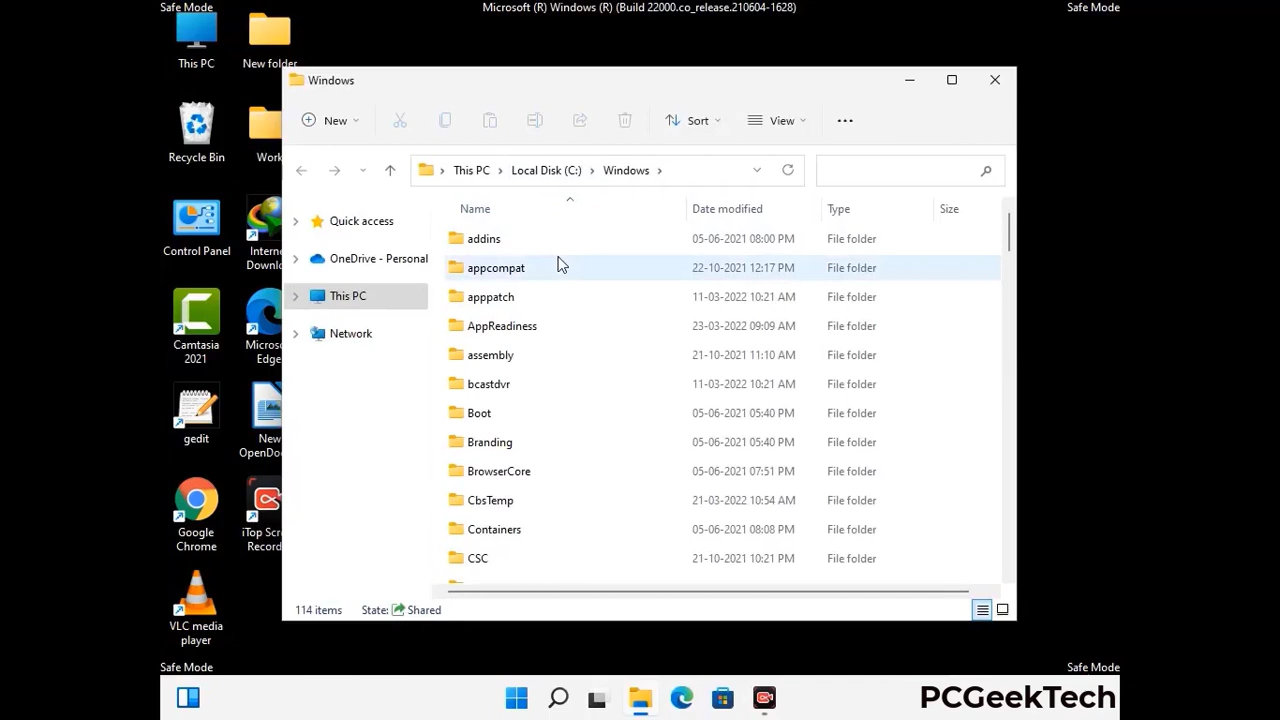 Safe Mode
Microsoft (R) Windows (R) (Build 22000.co_release.210604-1628)
Safe Mode
This PC
New folder
Recycle Bin
Work
Control Panel
Internet
Downlo
Camtasia
2021
Micros
Edge
gedit
New
OpenDo
Google
Chrome
iTop Scr
Record
VLC media
player
Windows
New
Sort
View
This PC
Local Disk (C:)
Windows
Quick access
OneDrive - Personal
This PC
Network
Name Date modified Type Size
addins 05-06-2021 08:00 PM File folder
appcompat 22-10-2021 12:17 PM File folder
apppatch 11-03-2022 10:21 AM File folder
AppReadiness 23-03-2022 09:09 AM File folder
assembly 21-10-2021 11:10 AM File folder
bcastdvr 11-03-2022 10:21 AM File folder
Boot 05-06-2021 05:40 PM File folder
Branding 05-06-2021 05:40 PM File folder
BrowserCore 05-06-2021 07:51 PM File folder
CbsTemp 21-03-2022 10:54 AM File folder
Containers 05-06-2021 08:08 PM File folder
CSC 21-10-2021 10:21 PM File folder
114 items State: Shared
Safe Mode
Safe Mode
PCGeekTech